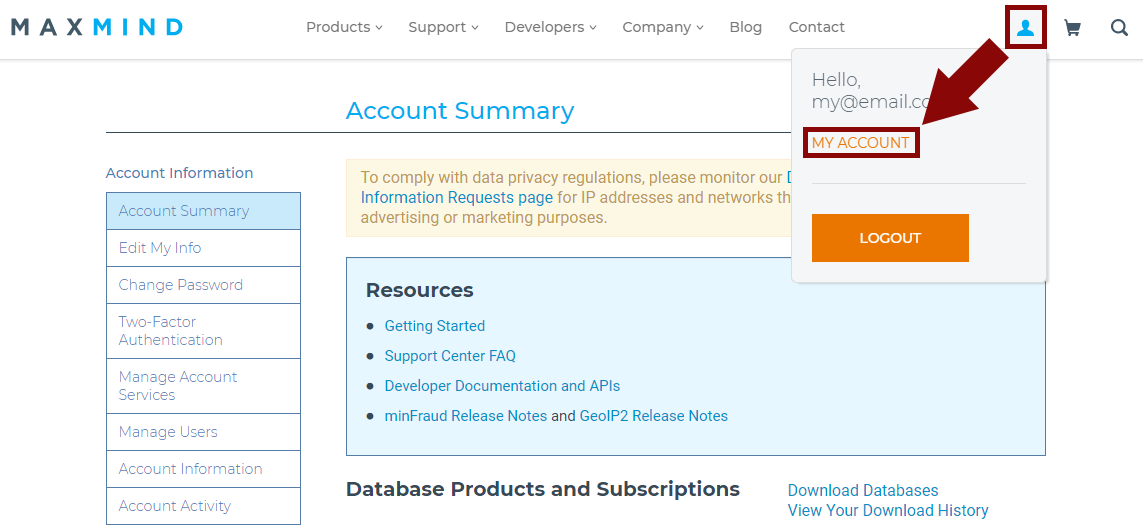 MAXMIND
Products
Support
Developers
Company
Blog
Contact
Hello,
my@email.co
MY ACCOUNT
LOGOUT
Account Summary
Account Information
Account Summary
Edit My Info
Change Password
Two-Factor
Authentication
Manage Account
Services
Manage Users
Account Information
Account Activity
To comply with data privacy regulations, please monitor our
Information Requests page for IP addresses and networks
advertising or marketing purposes.
Resources
Getting Started
Support Center FAQ
Developer Documentation and APIs
minFraud Release Notes and GeoIP2 Release Notes
Database Products and Subscriptions
Download Databases
View Your Download History